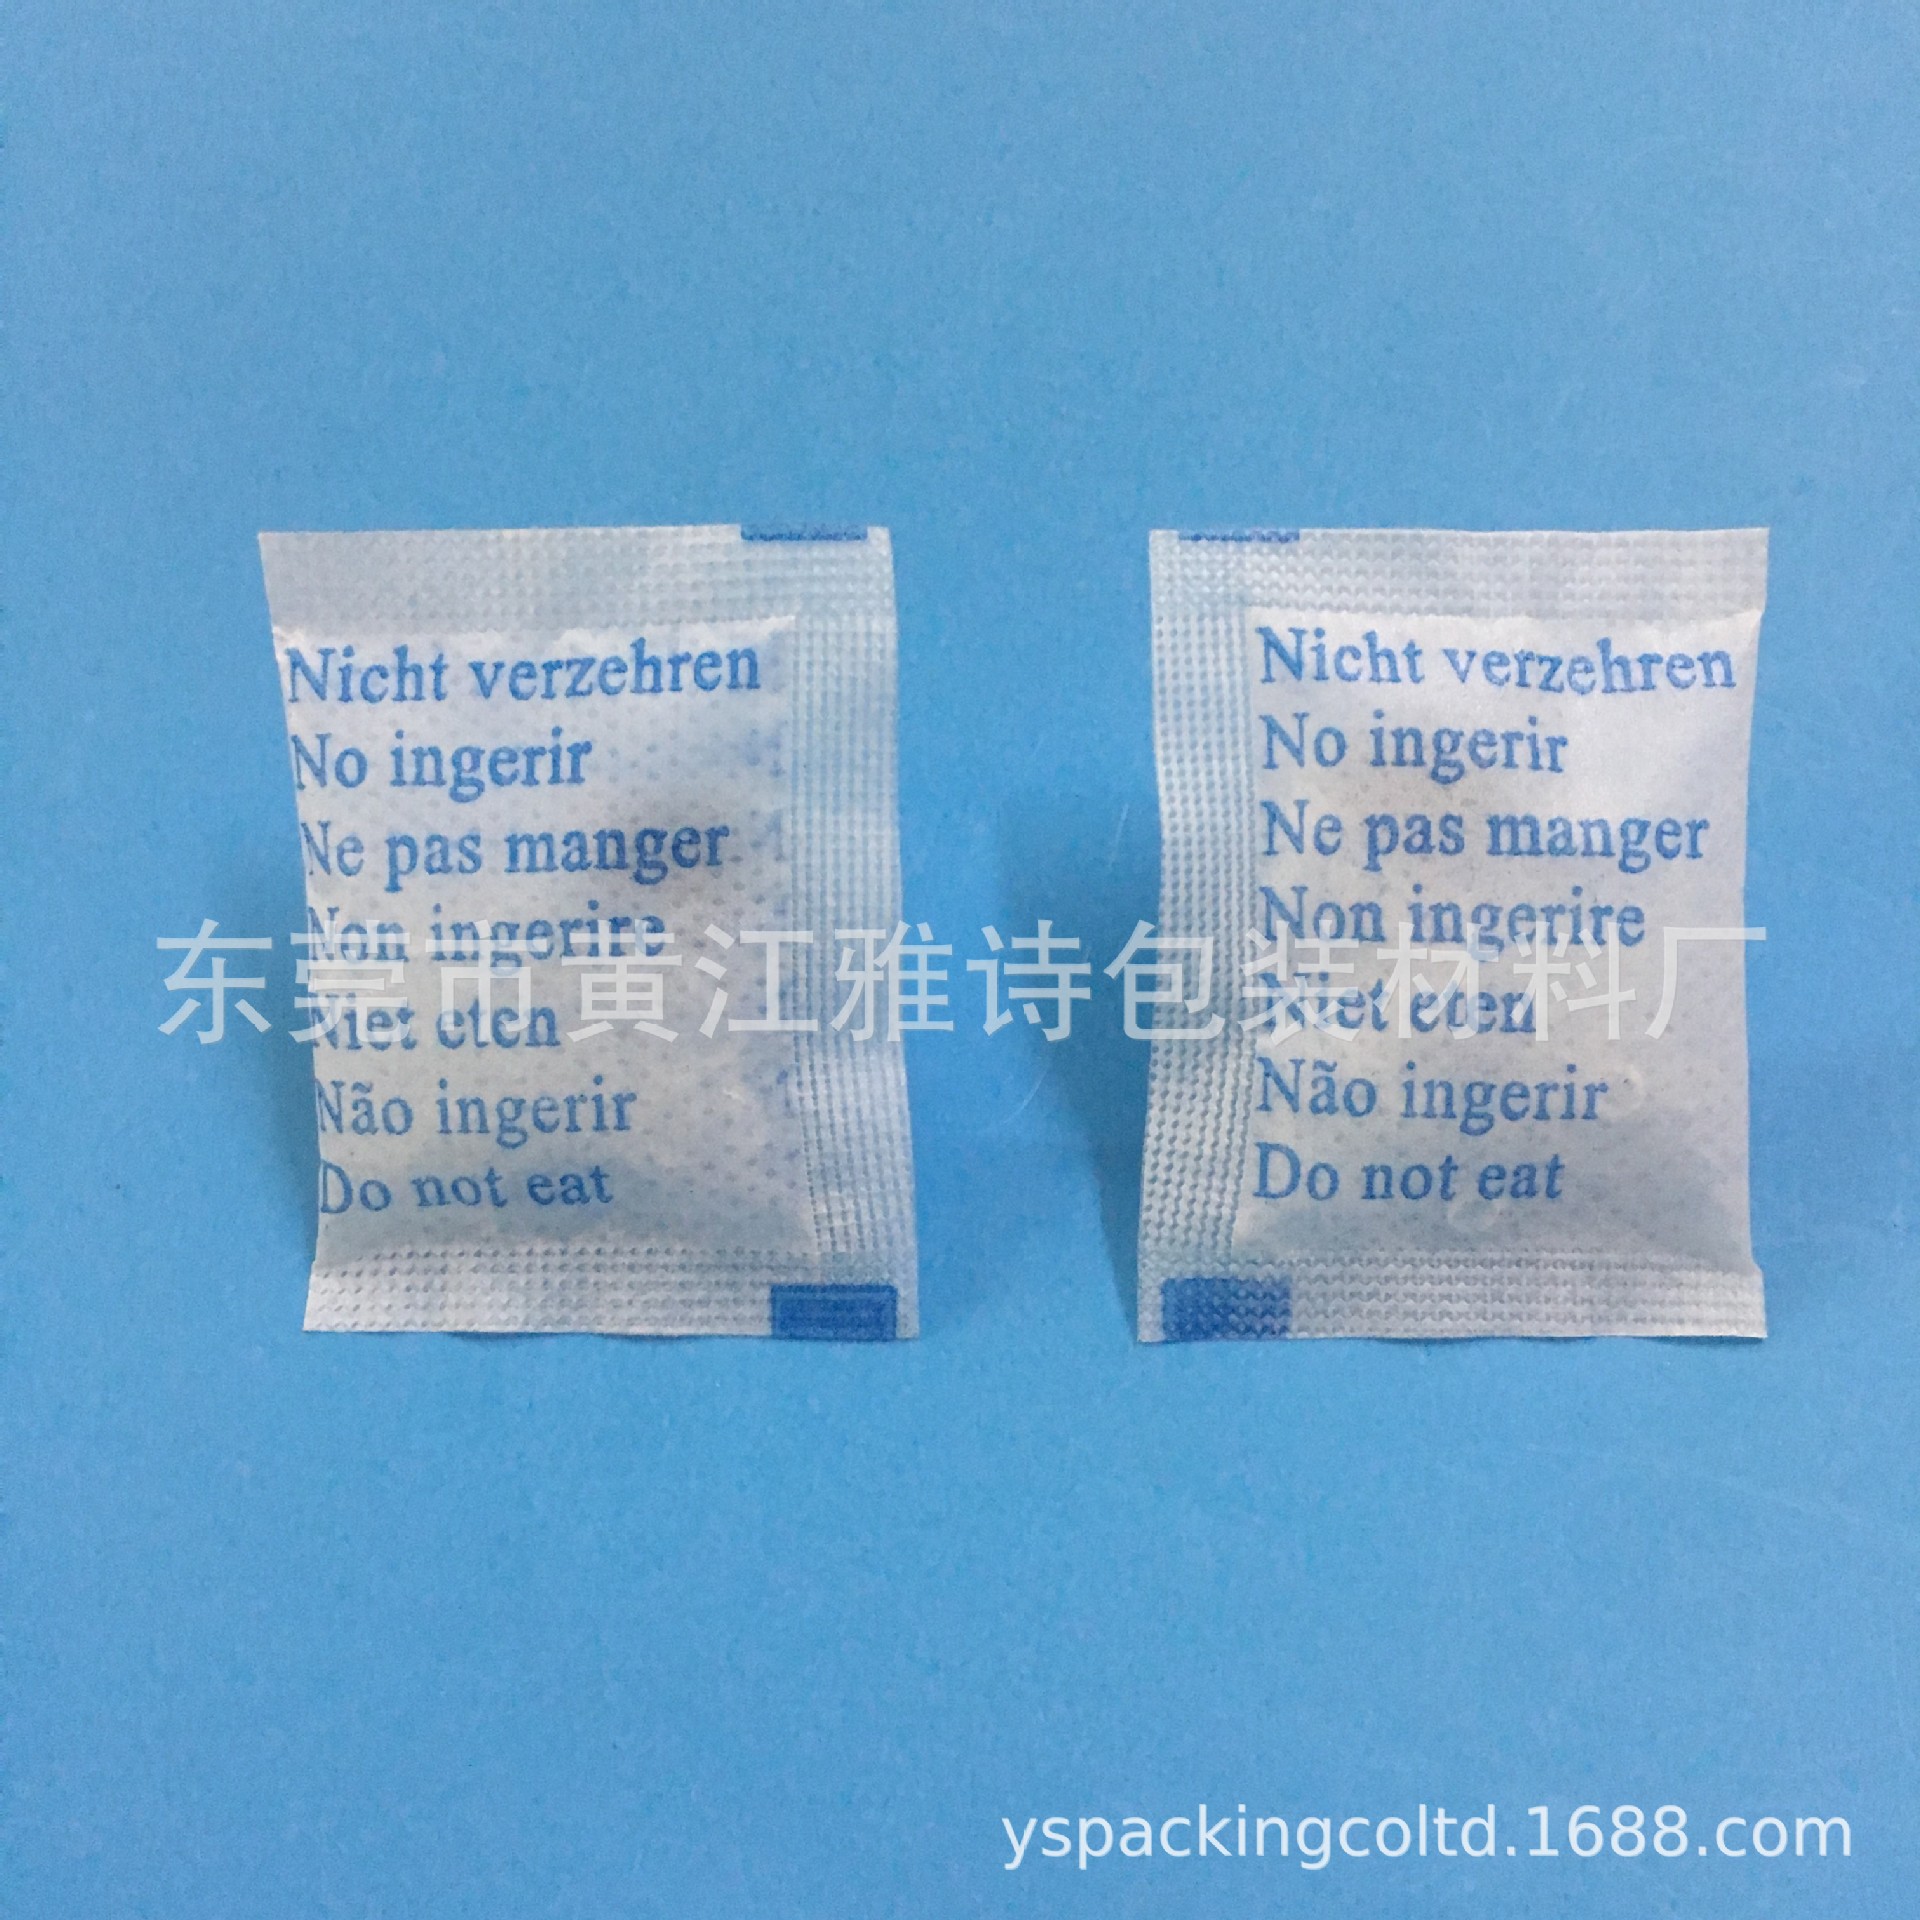 Nicht verzehren
No ingerir
Ne pas manger
Non ingerire
Niet eten
Não ingerir
Do not eat
Nicht verzehren
No ingerir
Ne pas manger
Non ingerire
Niet eten
Não ingerir
Do not eat
东莞市黄江雅诗包装材料厂
yspackingcoltd.1688.com